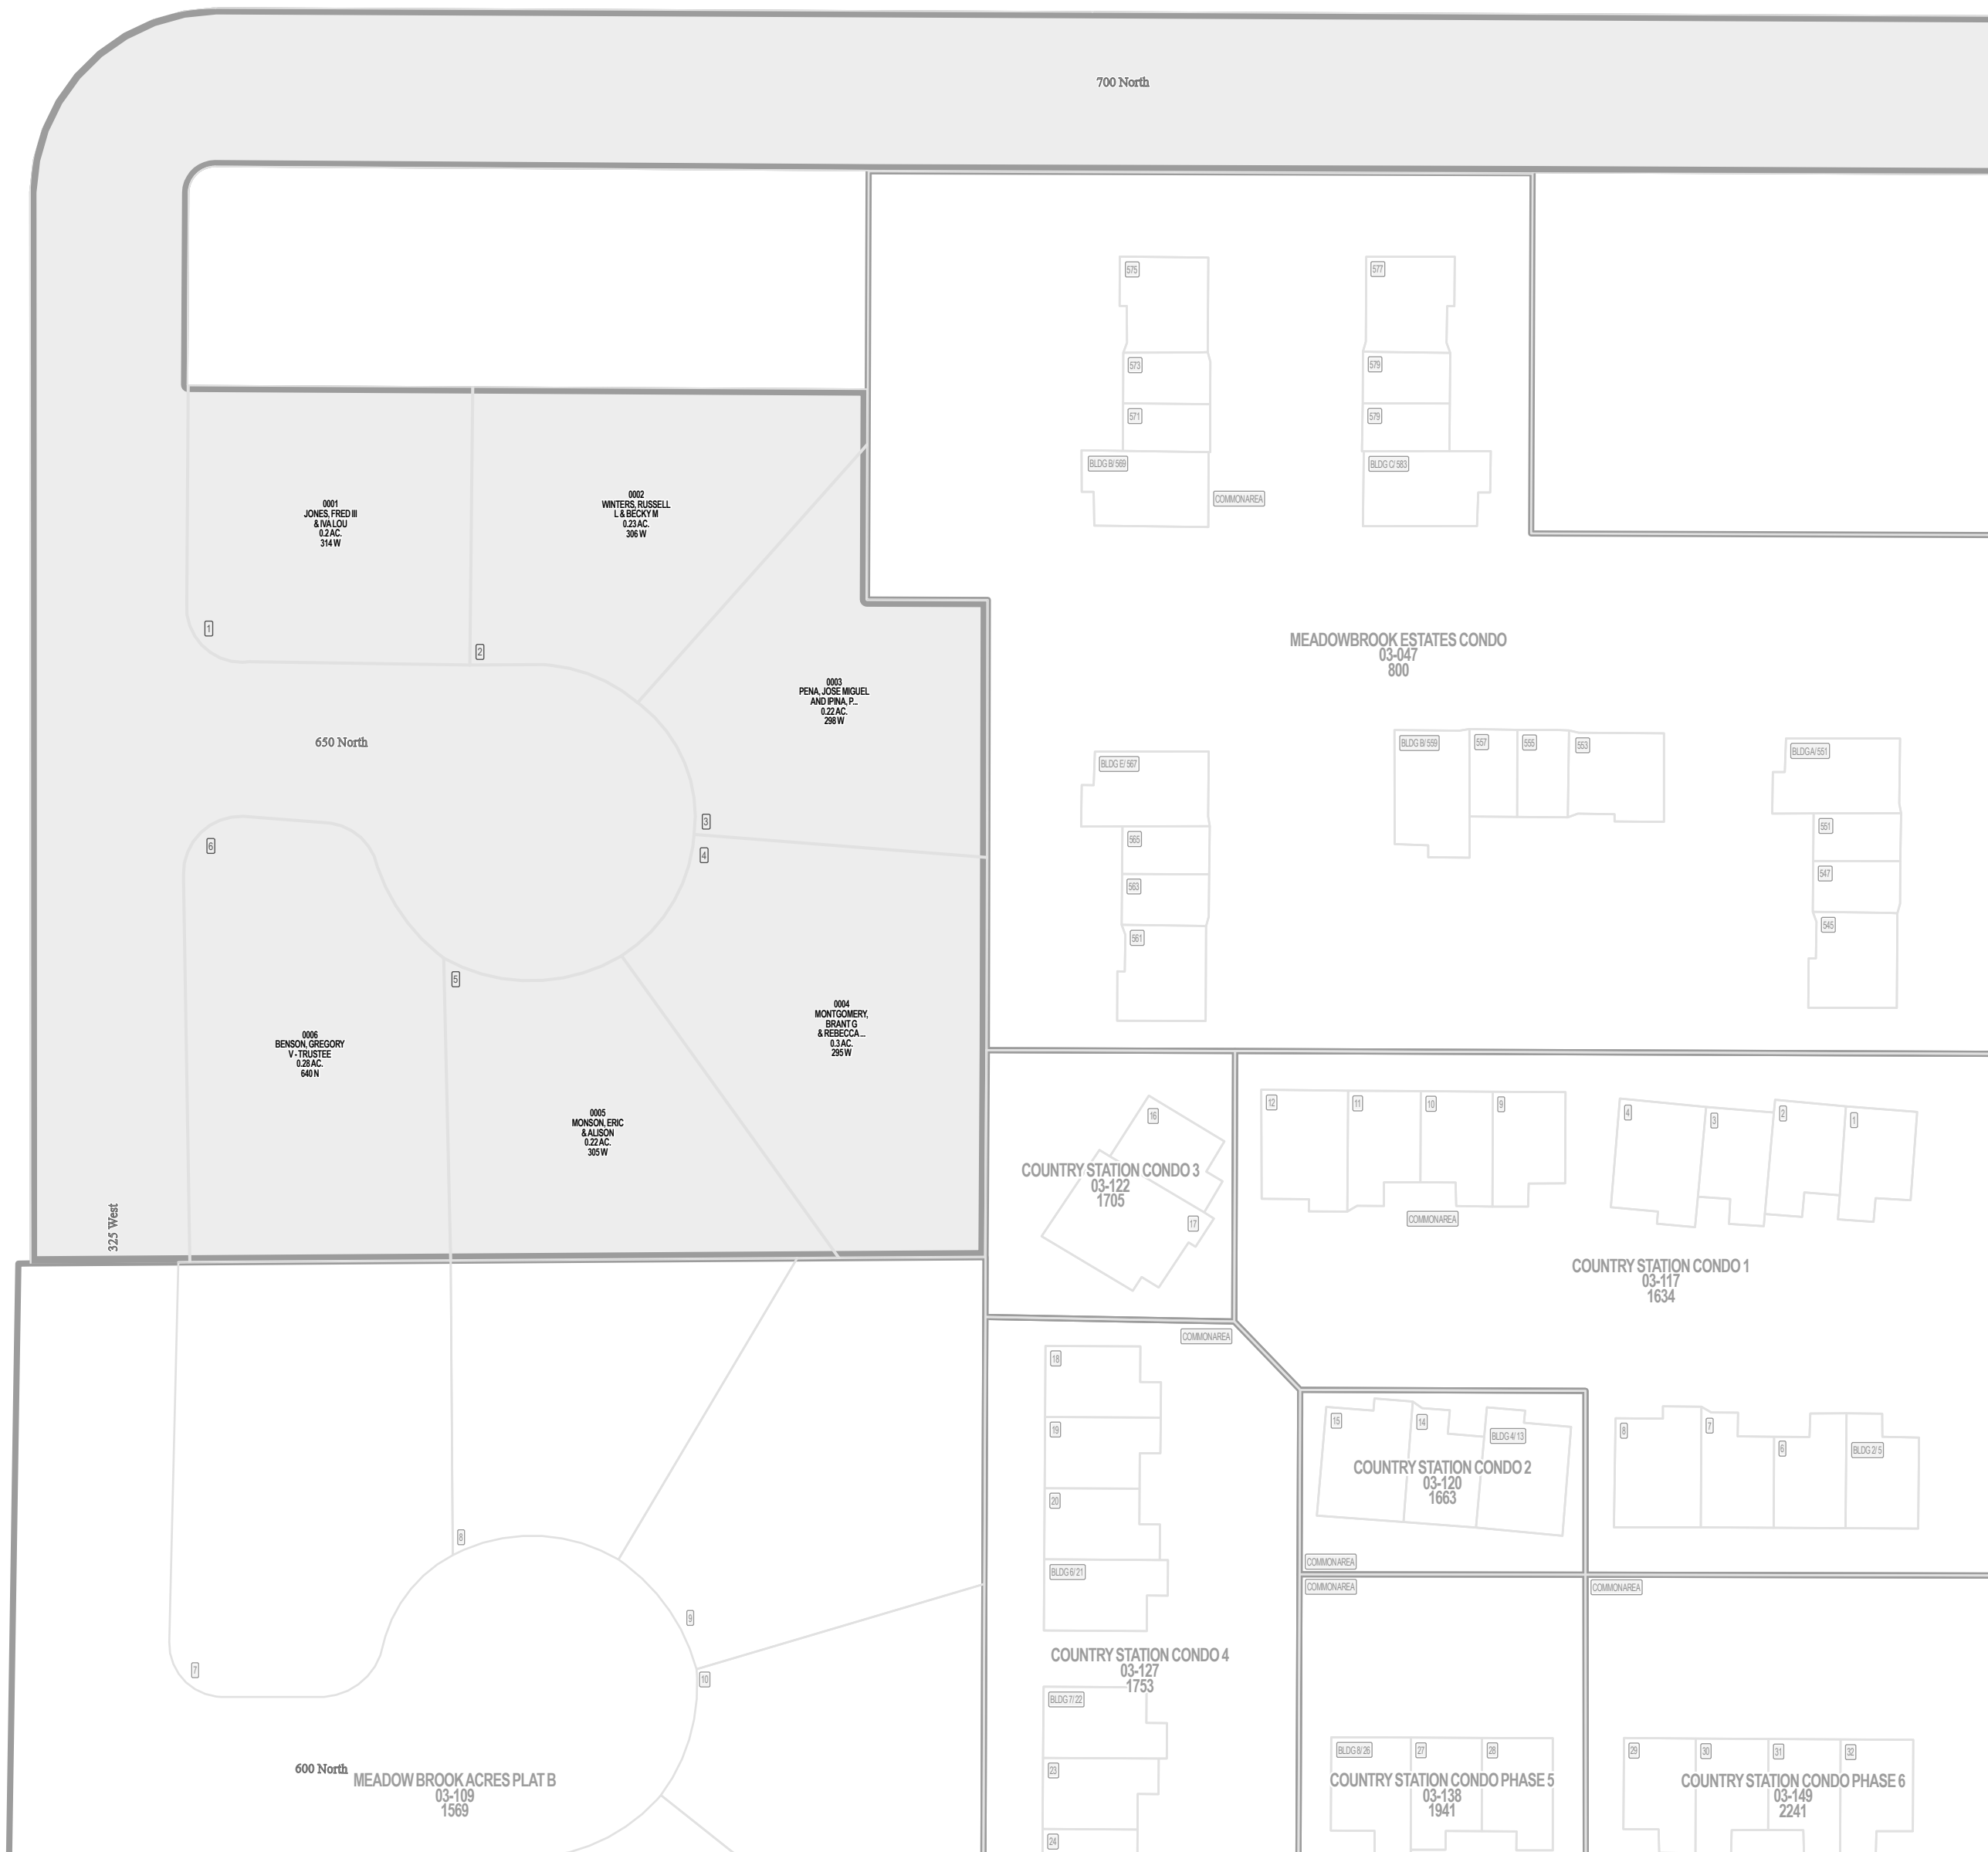 700 North
575
577
573
579
571
579
BLDG B/ 569
BLDG C/ 583
COMMON AREA
0001
JONES, FRED III
& IVA LOU
0.2 AC.
314 W
0002
WINTERS, RUSSELL
L & BECKY M
0.23 AC.
306 W
1
2
MEADOWBROOK ESTATES CONDO
03-047
800
0003
PENA, JOSE MIGUEL
AND IPINA, P...
0.22 AC.
298 W
650 North
BLDG E/ 567
565
563
561
BLDG B/ 559
557
555
553
BLDG A/ 551
551
547
545
3
4
6
5
0004
MONTGOMERY,
BRANT G
& REBECCA ...
0.3 AC.
295 W
0006
BENSON, GREGORY
V - TRUSTEE
0.28 AC.
640 N
0005
MONSON, ERIC
& ALISON
0.22 AC.
305 W
325 West
16
COUNTRY STATION CONDO 3
03-122
1705
17
12
11
10
9
4
3
2
1
COMMON AREA
COUNTRY STATION CONDO 1
03-117
1634
COMMON AREA
18
19
20
BLDG 6/ 21
15
14
BLDG 4/ 13
COUNTRY STATION CONDO 2
03-120
1663
COMMON AREA
8
7
6
BLDG 2/ 5
COMMON AREA
COMMON AREA
8
9
7
10
COUNTRY STATION CONDO 4
03-127
1753
BLDG 7/ 22
23
24
600 North
MEADOW BROOK ACRES PLAT B
03-109
1569
BLDG 8/ 26
27
28
COUNTRY STATION CONDO PHASE 5
03-138
1941
29
30
31
32
COUNTRY STATION CONDO PHASE 6
03-149
2241